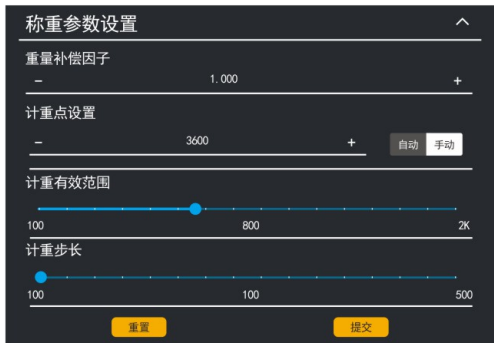 称重参数设置
重量补偿因子
- 1.000 +
计重点设置
- 3600 + 自动 手动
计重有效范围
100 800 2K
计重步长
100 100 500
重置 提交